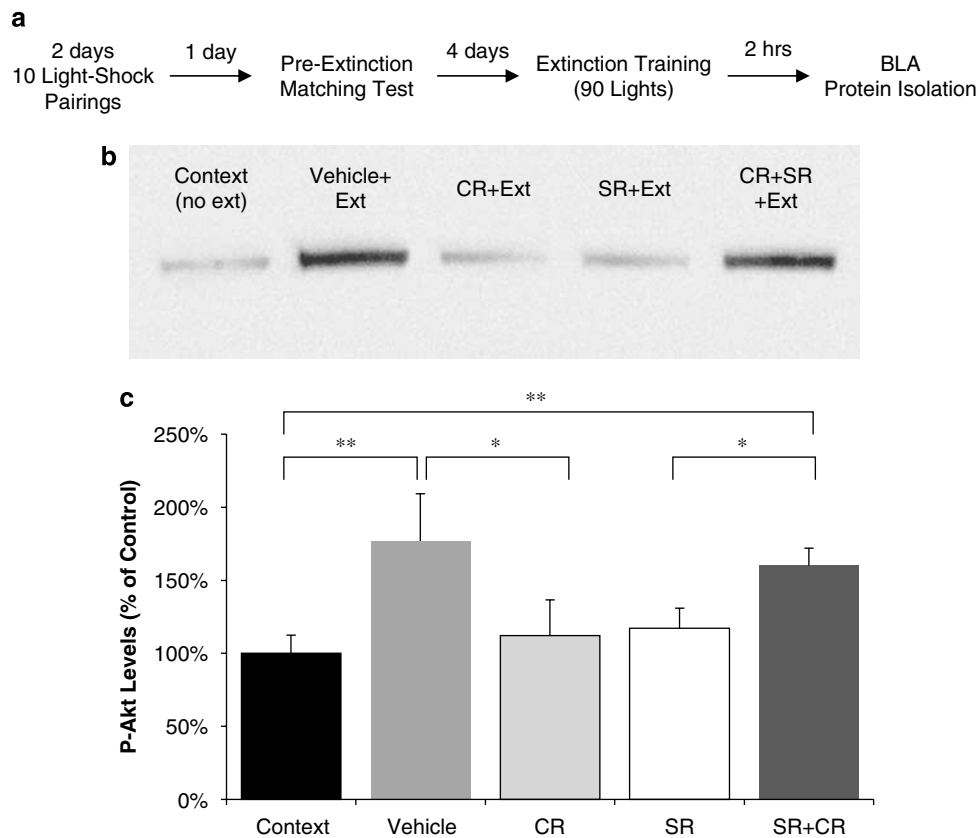 a
2 days
10 Light-Shock
Pairings
1 day
Pre-Extinction
Matching Test
4 days
Extinction Training
(90 Lights)
2 hrs
BLA
Protein Isolation
b
Context
(no ext)
Vehicle+
Ext
CR+Ext
SR+Ext
CR+SR
+Ext
c
**
**
*
*
P-Akt Levels (% of Control)
250%
200%
150%
100%
50%
0%
Context
Vehicle
CR
SR
SR+CR